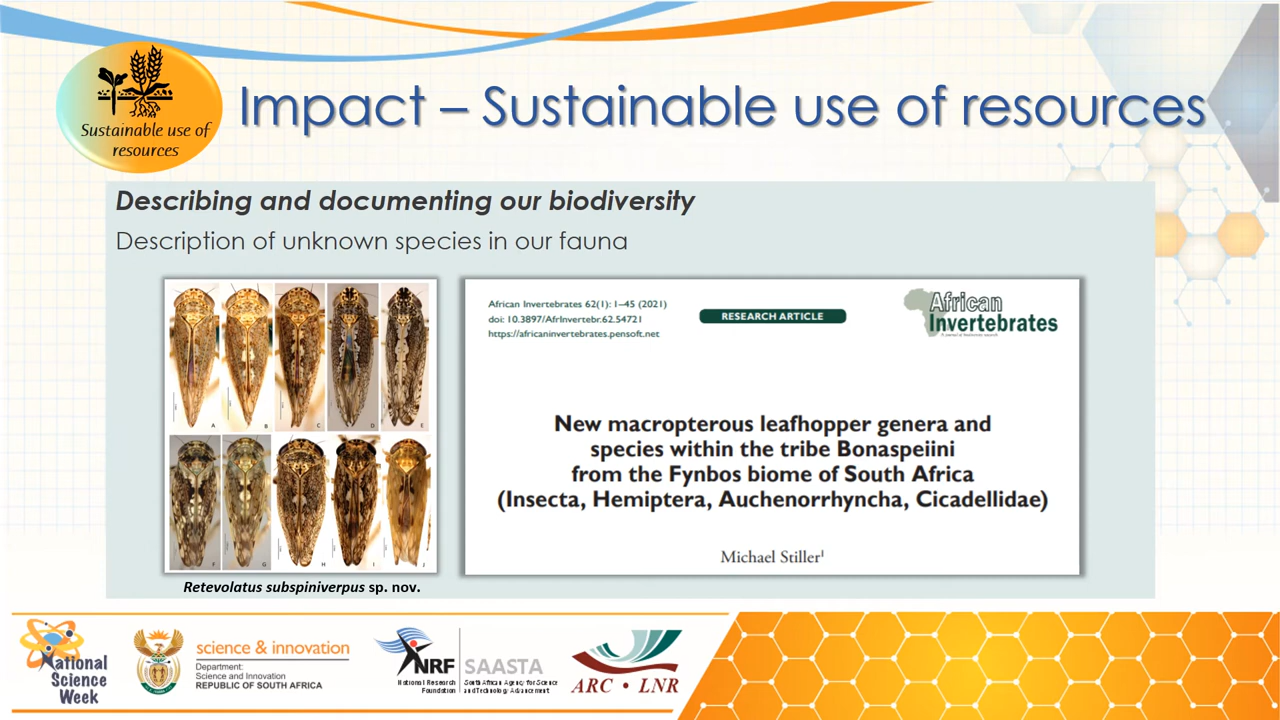 Sustainable use of
resources
Impact – Sustainable use of resources
Describing and documenting our biodiversity
Description of unknown species in our fauna
A
B
C
D
E
F
G
H
I
J
Retevolatus subspiniverpus sp. nov.
African Invertebrates 62(1): 1–45 (2021)
doi: 10.3897/AfrInvertebr.62.54721
https://africaninvertebrates.pensoft.net
RESEARCH ARTICLE
African
Invertebrates
New macropterous leafhopper genera and
species within the tribe Bonaspeiini
from the Fynbos biome of South Africa
(Insecta, Hemiptera, Auchenorrhyncha, Cicadellidae)
Michael Stiller¹
National
Science
Week
science & innovation
Department:
Science and Innovation
REPUBLIC OF SOUTH AFRICA
NRF
National Research
Foundation
SAASTA
South African Agency for Science
and Technology Advancement
ARC • LNR